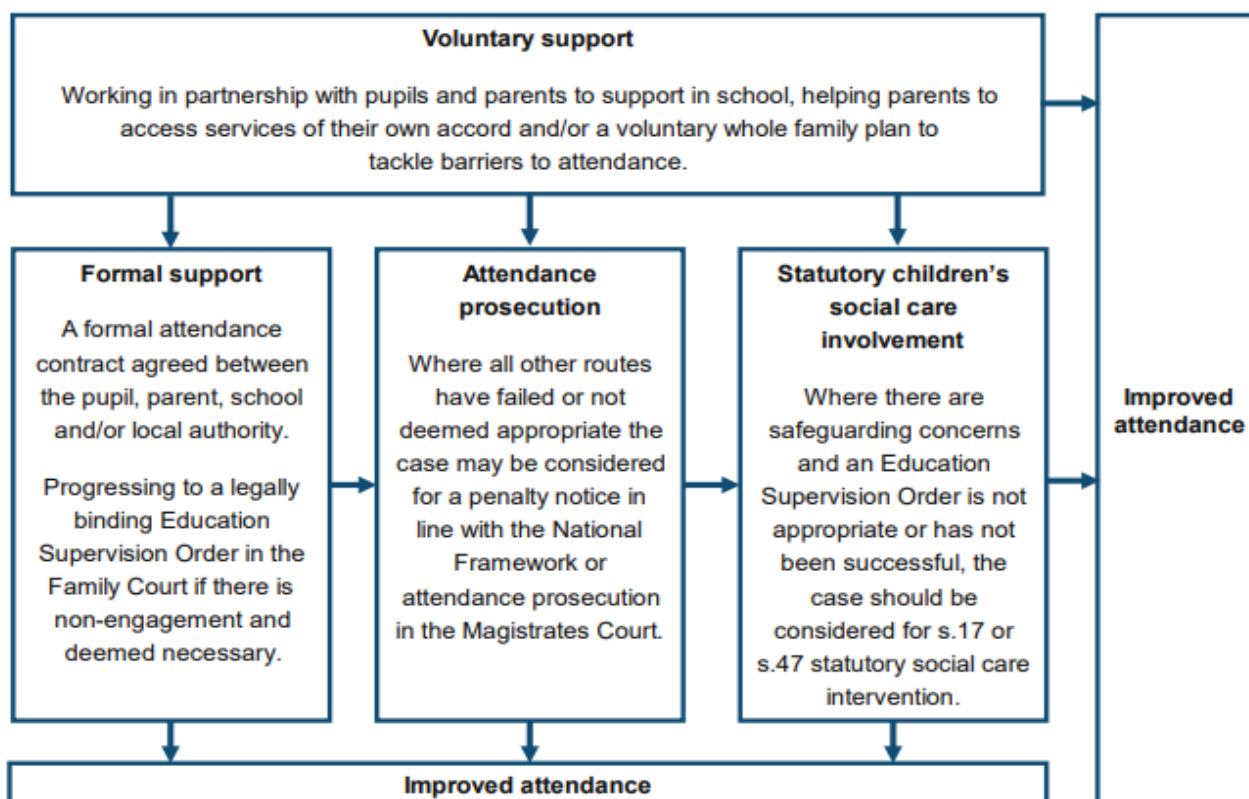 Voluntary support
Working in partnership with pupils and parents to support in school, helping parents to
access services of their own accord and/or a voluntary whole family plan to
tackle barriers to attendance.
Formal support
A formal attendance
contract agreed between
the pupil, parent, school
and/or local authority.
Progressing to a legally
binding Education
Supervision Order in the
Family Court if there is
non-engagement and
deemed necessary.
Attendance
prosecution
Where all other routes
have failed or not
deemed appropriate the
case may be considered
for a penalty notice in
line with the National
Framework or
attendance prosecution
in the Magistrates Court.
Statutory children's
social care
involvement
Where there are
safeguarding concerns
and an Education
Supervision Order is not
appropriate or has not
been successful, the
case should be
considered for s.17 or
s.47 statutory social care
intervention.
Improved
attendance
Improved attendance